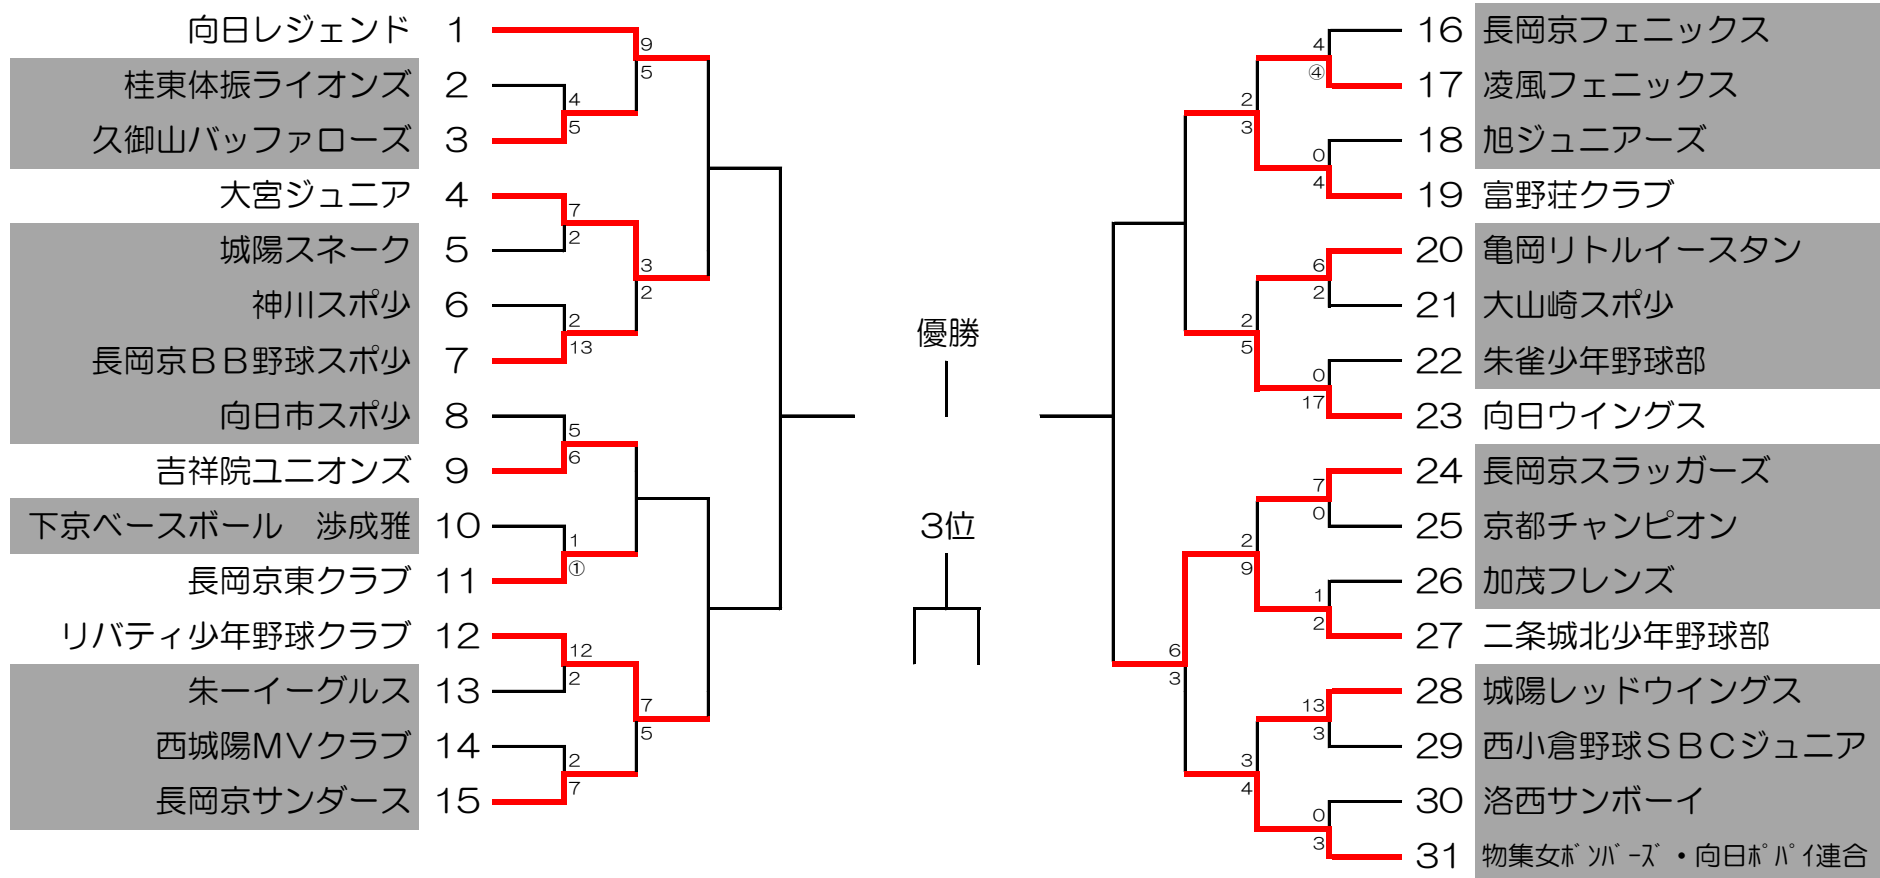 向日レジェンド 1
桂東体振ライオンズ 2
久御山バッファローズ 3
大宮ジュニア 4
城陽スネーク 5
神川スポ少 6
長岡京ＢＢ野球スポ少 7
向日市スポ少 8
吉祥院ユニオンズ 9
下京ベースボール　渉成雅 10
長岡京東クラブ 11
リバティ少年野球クラブ 12
朱一イーグルス 13
西城陽MVクラブ 14
長岡京サンダース 15
9
5
4
5
7
2
3
2
2
13
5
6
1
①
12
2
7
5
2
7
優勝
3位
4
④
2
3
0
4
6
2
2
5
0
17
7
0
2
9
1
2
6
3
13
3
3
4
0
3
16 長岡京フェニックス
17 凌風フェニックス
18 旭ジュニアーズ
19 富野荘クラブ
20 亀岡リトルイースタン
21 大山崎スポ少
22 朱雀少年野球部
23 向日ウイングス
24 長岡京スラッガーズ
25 京都チャンピオン
26 加茂フレンズ
27 二条城北少年野球部
28 城陽レッドウイングス
29 西小倉野球ＳＢＣジュニア
30 洛西サンボーイ
31 物集女ﾎﾞﾝﾊﾞｰｽﾞ・向日ﾎﾟﾊﾟｲ連合